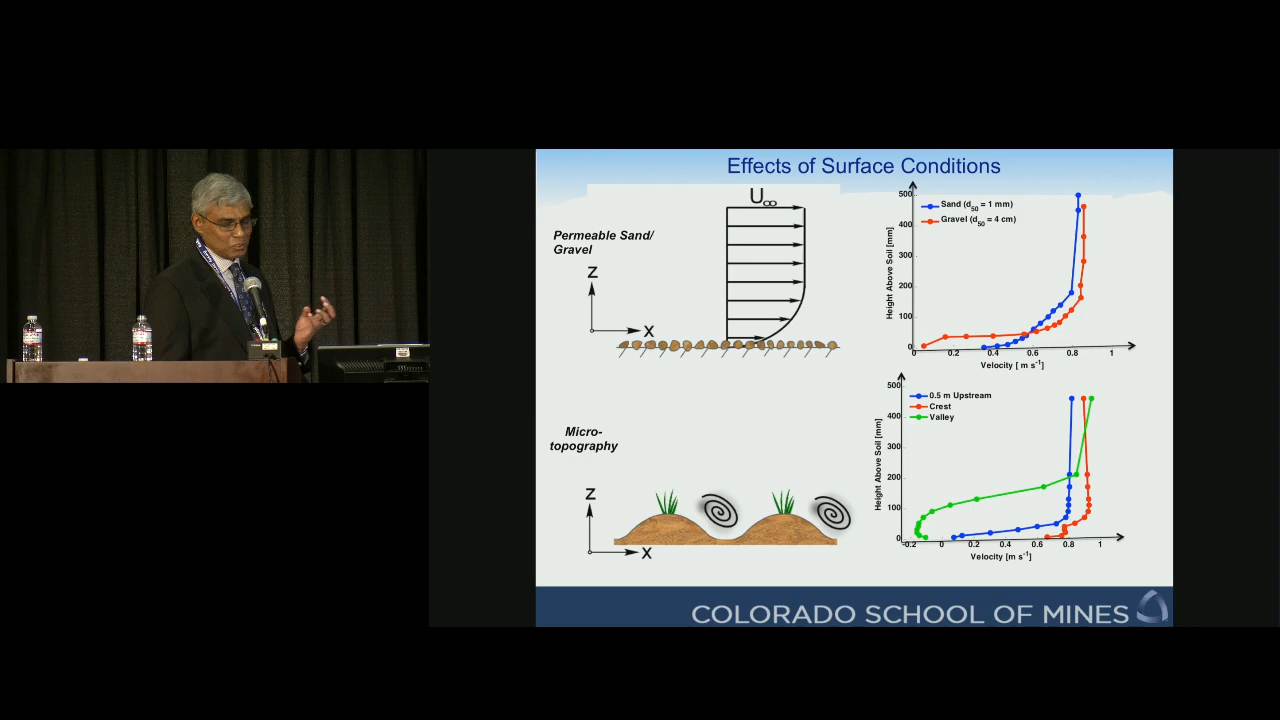 Effects of Surface Conditions
Permeable Sand/
Gravel
Z
X
U∞
500
400
300
200
100
0
Height Above Soil [mm]
Sand (d50 = 1 mm)
Gravel (d50 = 4 cm)
0 0.2 0.4 0.6 0.8 1
Velocity [ m s-1]
Micro-
topography
Z
X
500
400
300
200
100
0
Height Above Soil [mm]
0.5 m Upstream
Crest
Valley
-0.2 0 0.2 0.4 0.6 0.8 1
Velocity [m s-1]
COLORADO SCHOOL OF MINES